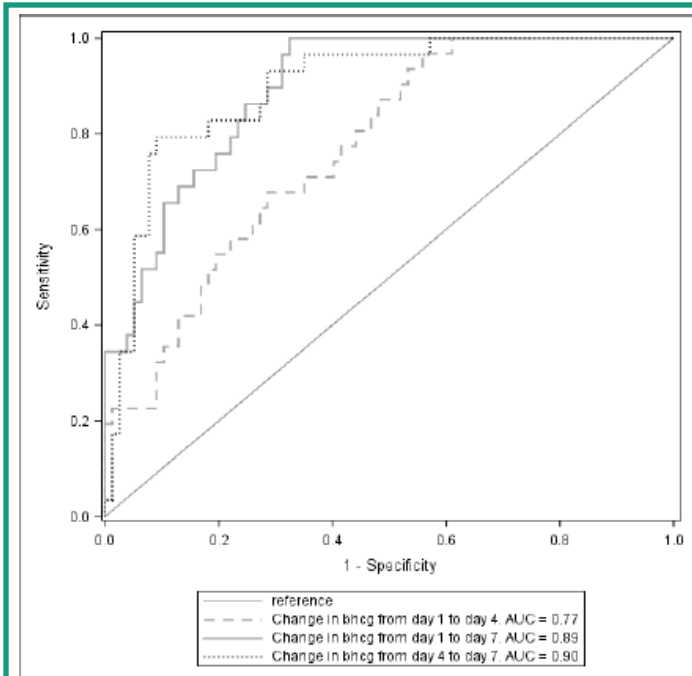 1.0
0.8
0.6
0.4
0.2
0.0
Sensitivity
0.0 0.2 0.4 0.6 0.8 1.0
1 - Specificity
reference
Change in bhcg from day 1 to day 4. AUC = 0.77
Change in bhcg from day 1 to day 7. AUC = 0.89
Change in bhcg from day 4 to day 7. AUC = 0.90